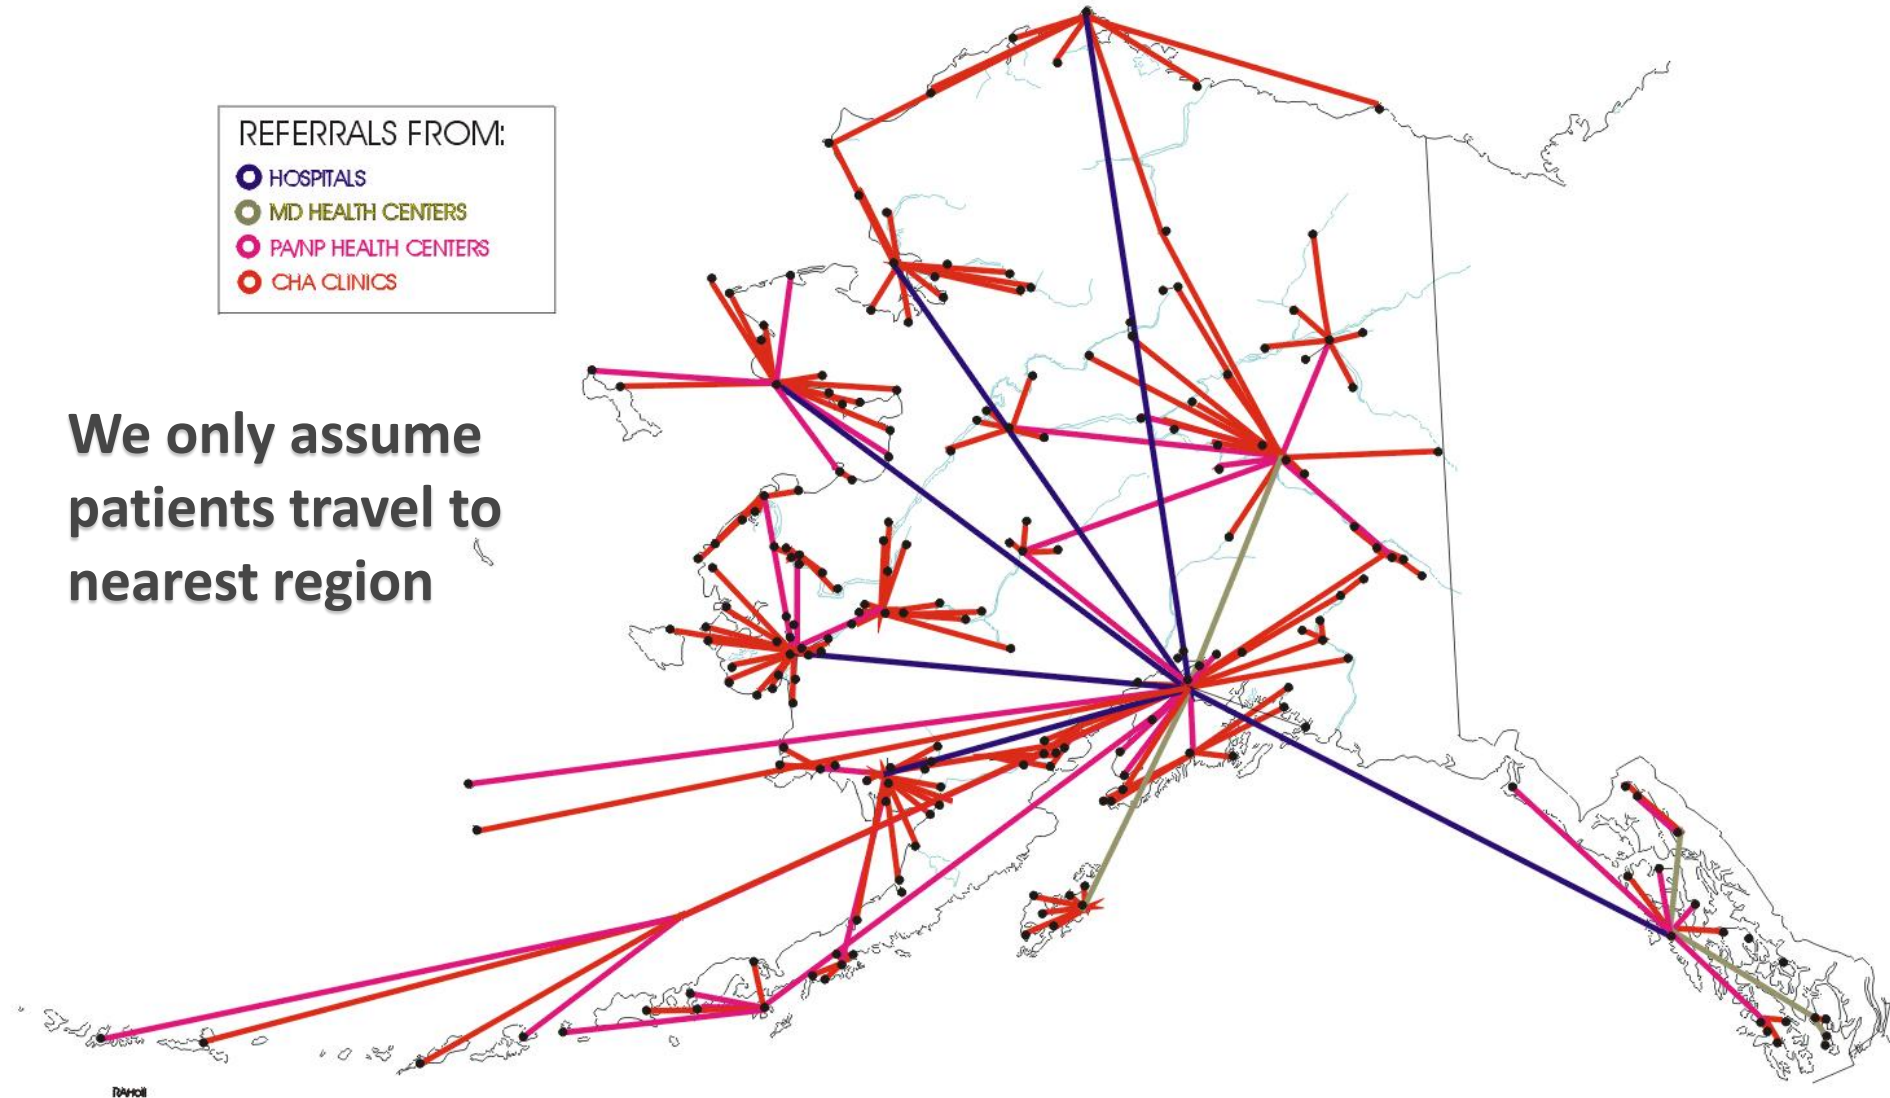 REFERRALS FROM:
HOSPITALS
MD HEALTH CENTERS
PA/NP HEALTH CENTERS
CHA CLINICS
We only assume
patients travel to
nearest region